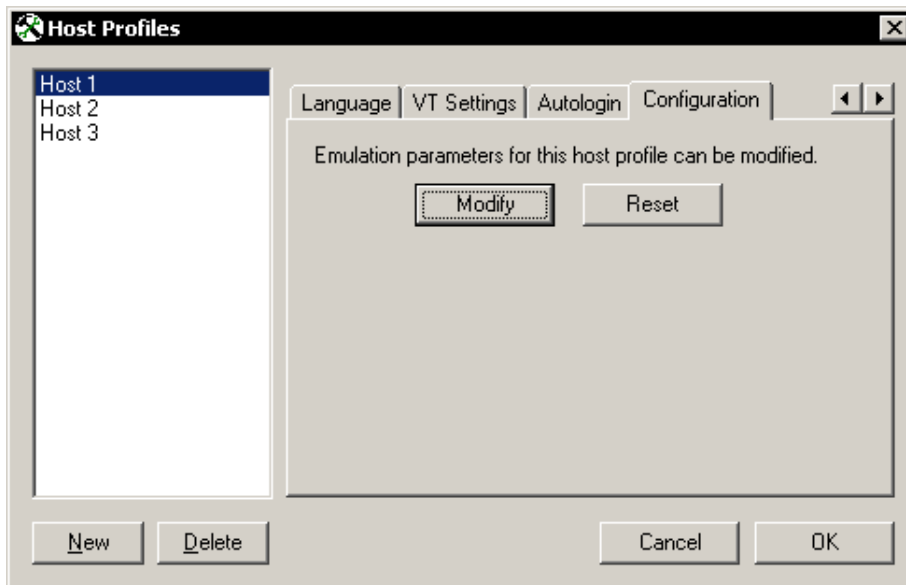 Host Profiles
Host 1
Host 2
Host 3
Language VT Settings Autologin Configuration
Emulation parameters for this host profile can be modified.
Modify Reset
New Delete Cancel OK